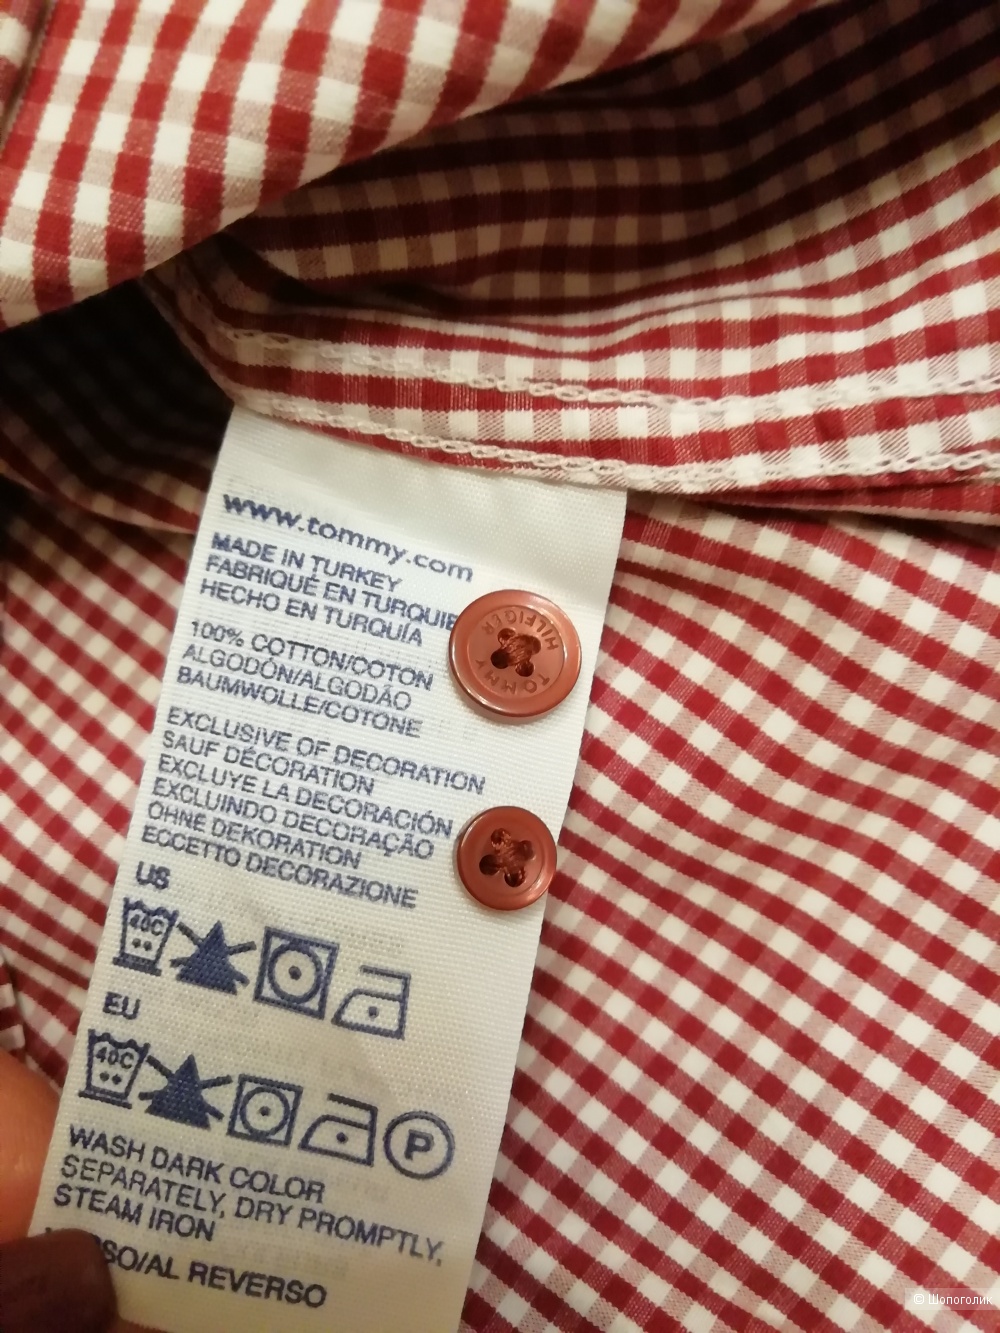 www.tommy.com
MADE IN TURKEY
FABRIQUÉ EN TURQUIE
HECHO EN TURQUÍA
100% COTTON/COTON
ALGODÓN/ALGODÃO
BAUMWOLLE/COTONE
EXCLUSIVE OF DECORATION
SAUF DÉCORATION
EXCLUYE LA DECORACIÓN
EXCLUINDO DECORAÇÃO
OHNE DEKORATION
ECCETTO DECORAZIONE
US
40C
EU
40C
P
WASH DARK COLOR
SEPARATELY, DRY PROMPTLY,
STEAM IRON
SO/AL REVERSO
TOMMY HILFIGER
© Шопоголик